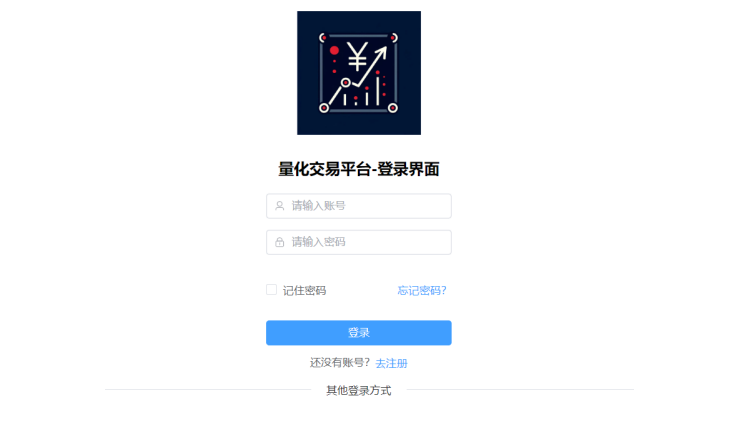 ¥
量化交易平台-登录界面
请输入账号
请输入密码
记住密码 忘记密码?
登录
还没有账号? 去注册
其他登录方式